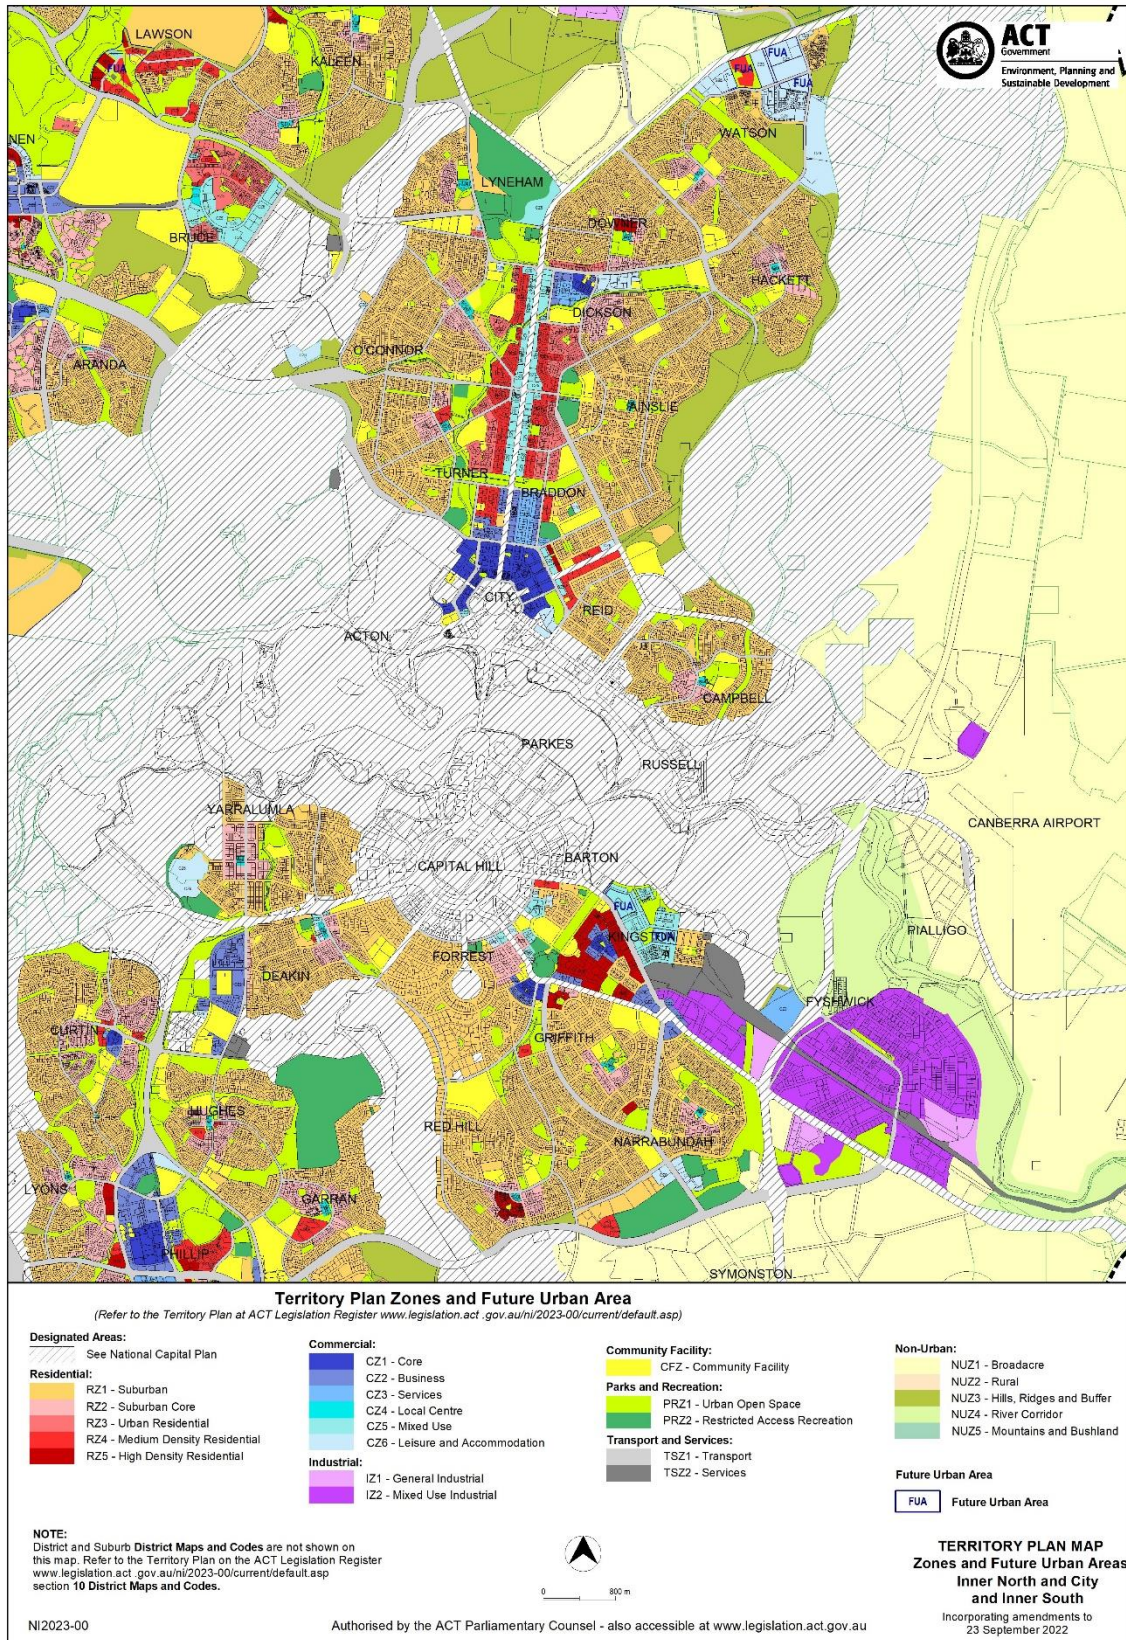 ACT
Government
Environment, Planning and
Sustainable Development
LAWSON
KALEEN
FUA
FUA
FUA
FUA
WATSON
NEN
LYNEHAM
DOWNER
BRUCE
HACKETT
DICKSON
O'CONNOR
ARANDA
AINSLIE
TURNER
BRADDON
CITY
REID
ACTON
CAMPBELL
PARKES
RUSSELL
YARRALUMLA
CANBERRA AIRPORT
CAPITAL HILL
BARTON
FUA
KINGSTON
FUA
PIALLIGO
FORREST
DEAKIN
FYSHWICK
CURTIN
GRIFFITH
HUGHES
RED HILL
NARRABUNDAH
LYONS
GARRAN
PHILLIP
SYMONSTON
Territory Plan Zones and Future Urban Area
(Refer to the Territory Plan at ACT Legislation Register www.legislation.act .gov.au/ni/2023-00/current/default.asp)
Designated Areas:
See National Capital Plan
Residential:
RZ1 - Suburban
RZ2 - Suburban Core
RZ3 - Urban Residential
RZ4 - Medium Density Residential
RZ5 - High Density Residential
Commercial:
CZ1 - Core
CZ2 - Business
CZ3 - Services
CZ4 - Local Centre
CZ5 - Mixed Use
CZ6 - Leisure and Accommodation
Industrial:
IZ1 - General Industrial
IZ2 - Mixed Use Industrial
Community Facility:
CFZ - Community Facility
Parks and Recreation:
PRZ1 - Urban Open Space
PRZ2 - Restricted Access Recreation
Transport and Services:
TSZ1 - Transport
TSZ2 - Services
Non-Urban:
NUZ1 - Broadacre
NUZ2 - Rural
NUZ3 - Hills, Ridges and Buffer
NUZ4 - River Corridor
NUZ5 - Mountains and Bushland
Future Urban Area
FUA Future Urban Area
NOTE:
District and Suburb District Maps and Codes are not shown on
this map. Refer to the Territory Plan on the ACT Legislation Register
www.legislation.act .gov.au/ni/2023-00/current/default.asp
section 10 District Maps and Codes.
0 800 m
TERRITORY PLAN MAP
Zones and Future Urban Areas
Inner North and City
and Inner South
Incorporating amendments to
23 September 2022
NI2023-00
Authorised by the ACT Parliamentary Counsel - also accessible at www.legislation.act.gov.au